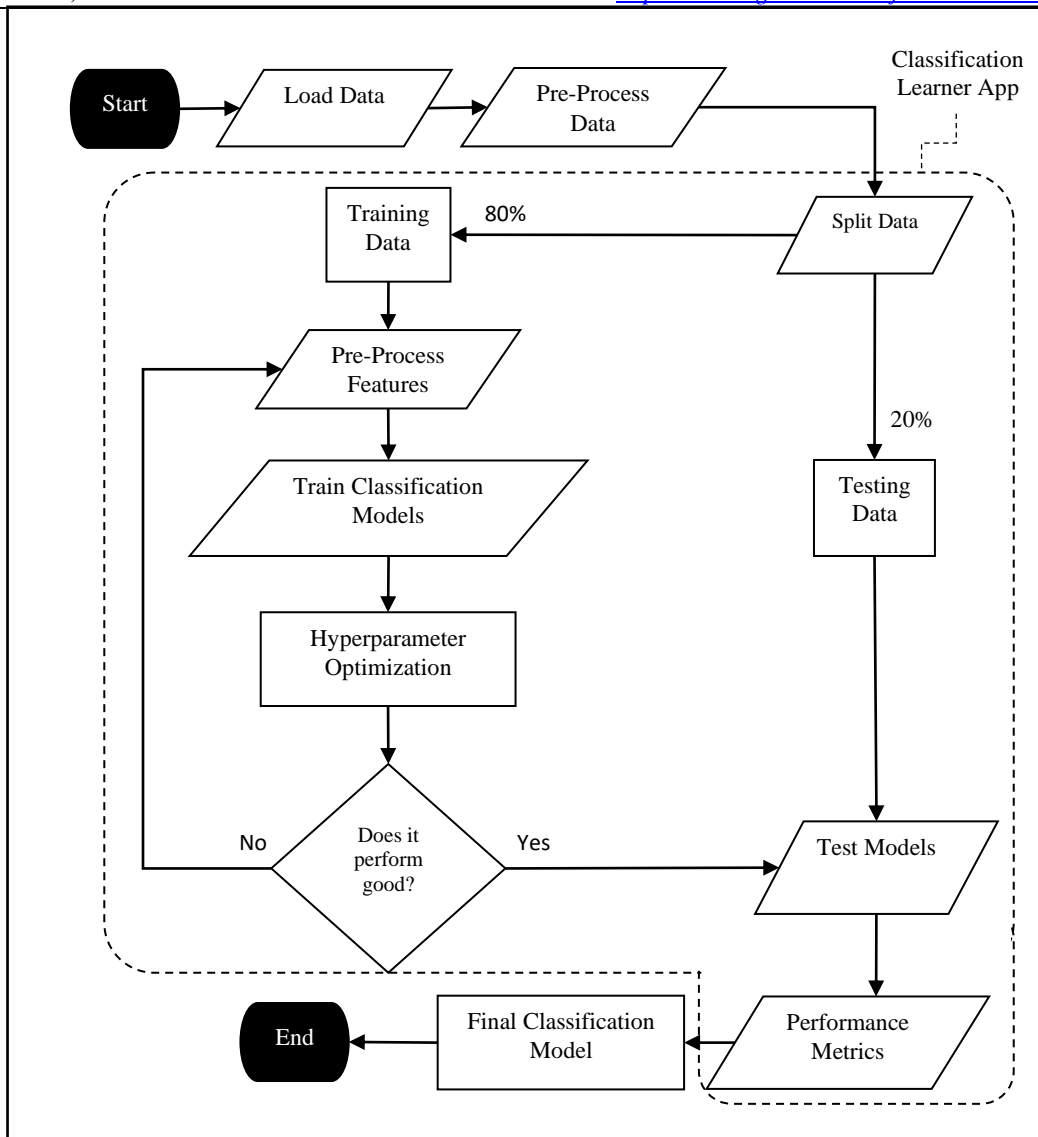 Classification
Learner App
Start
Load Data
Pre-Process
Data
Training
Data
80%
Split Data
Pre-Process
Features
20%
Train Classification
Models
Testing
Data
Hyperparameter
Optimization
No
Does it
perform
good?
Yes
Test Models
End
Final Classification
Model
Performance
Metrics